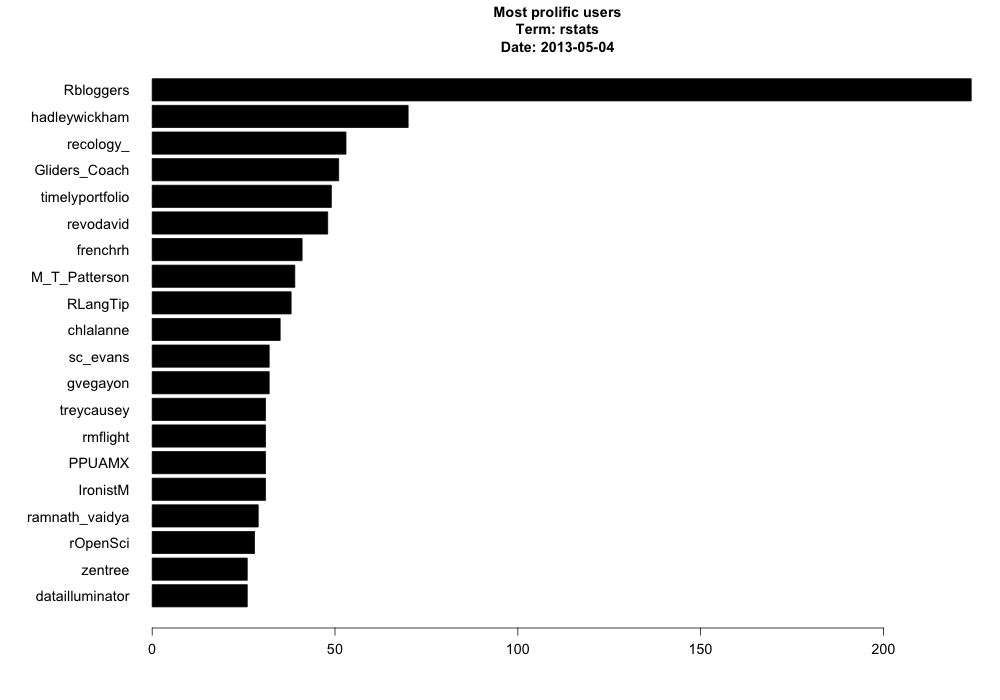 Most prolific users
Term: rstats
Date: 2013-05-04
Rbloggers
hadleywickham
recology_
Gliders_Coach
timelyportfolio
revodavid
frenchrh
M_T_Patterson
RLangTip
chlalanne
sc_evans
gvegayon
treycausey
rmflight
PPUAMX
IronistM
ramnath_vaidya
rOpenSci
zentree
datailluminator
0 50 100 150 200